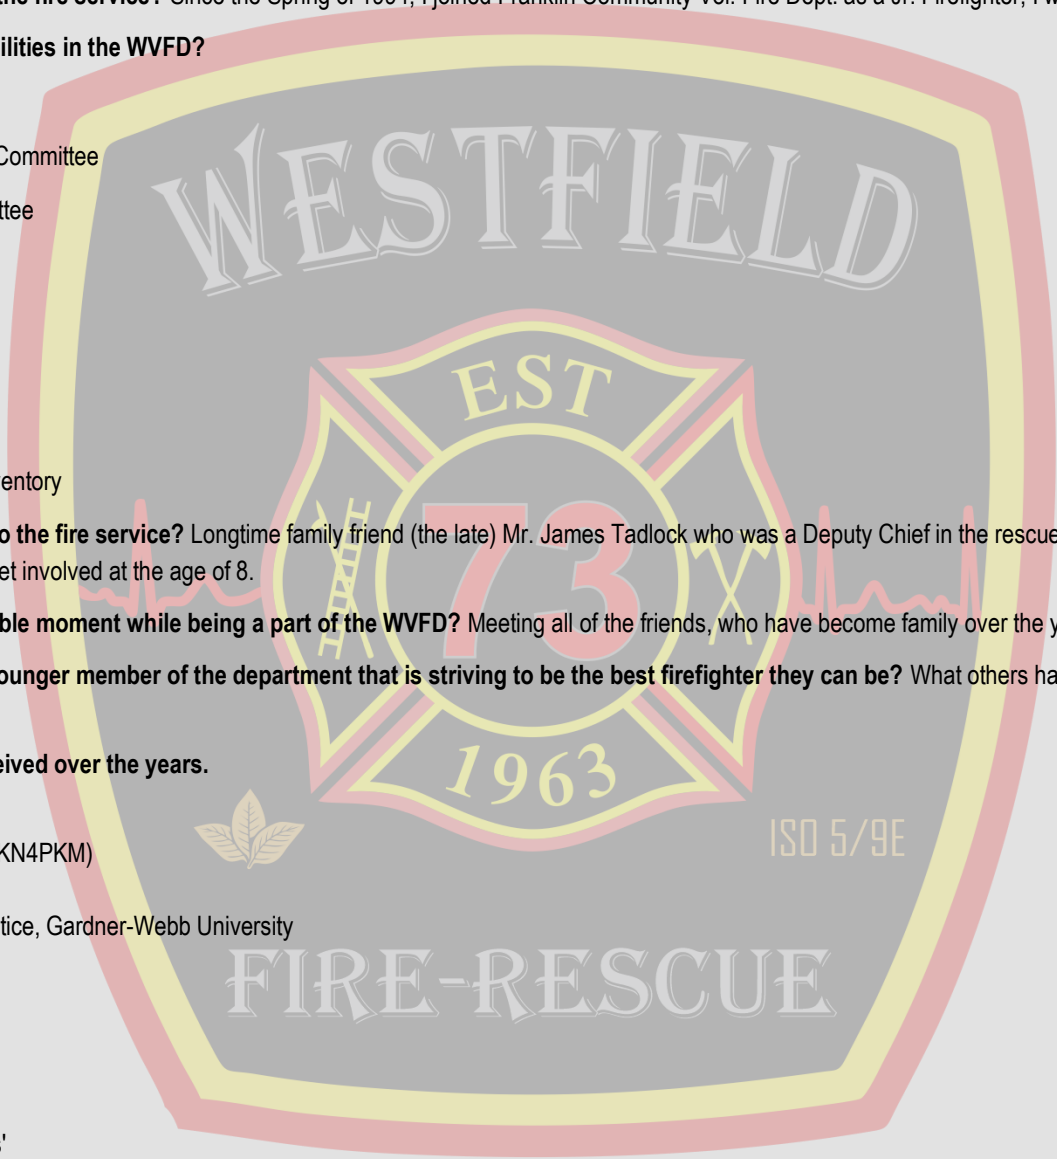 the fire service? Since the Spring of 1994, I joined Franklin Community Vol. Fire Dept. as a Jr. Firefighter, I w
ilities in the WVFD?
Committee
ttee
WESTFIELD
EST
entory
o the fire service? Longtime family friend (the late) Mr. James Tadlock who was a Deputy Chief in the rescue
et involved at the age of 8.
73
ble moment while being a part of the WVFD? Meeting all of the friends, who have become family over the y
ounger member of the department that is striving to be the best firefighter they can be? What others ha
eived over the years.
1963
ISO 5/9E
KN4PKM)
tice, Gardner-Webb University
FIRE-RESCUE
s'